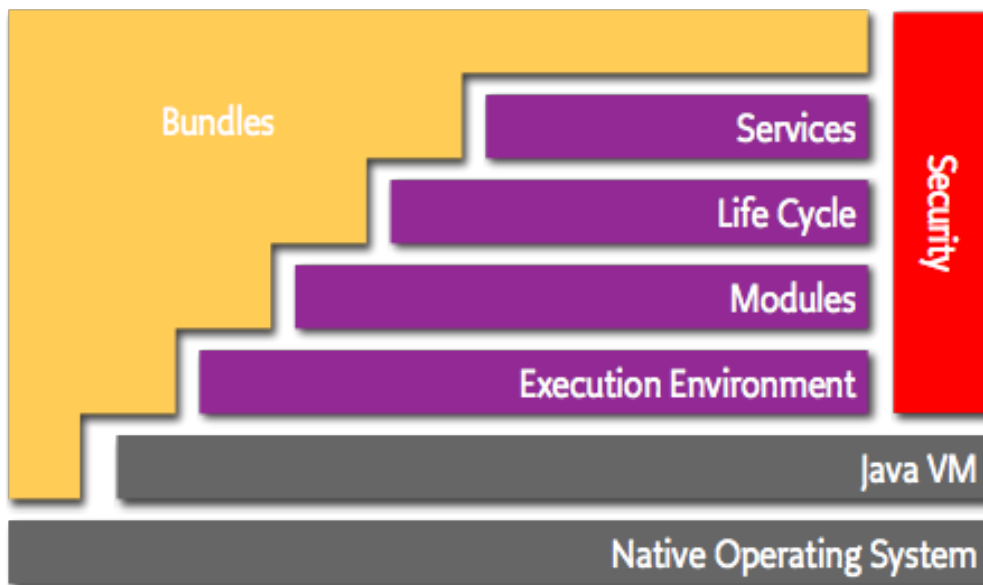 Bundles
Services
Life Cycle
Modules
Execution Environment
Security
Java VM
Native Operating System